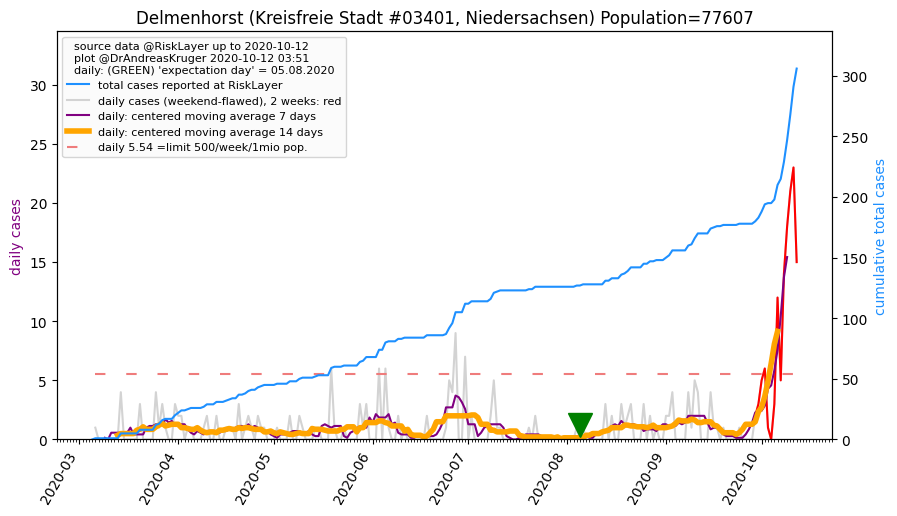 Delmenhorst (Kreisfreie Stadt #03401, Niedersachsen) Population=77607
source data @RiskLayer up to 2020-10-12
plot @DrAndreasKruger 2020-10-12 03:51
daily: (GREEN) 'expectation day' = 05.08.2020
total cases reported at RiskLayer
daily cases (weekend-flawed), 2 weeks: red
daily: centered moving average 7 days
daily: centered moving average 14 days
daily 5.54 =limit 500/week/1mio pop.
daily cases
30
25
20
15
10
5
0
300
250
200
150
100
50
0
cumulative total cases
2020-03
2020-04
2020-05
2020-06
2020-07
2020-08
2020-09
2020-10